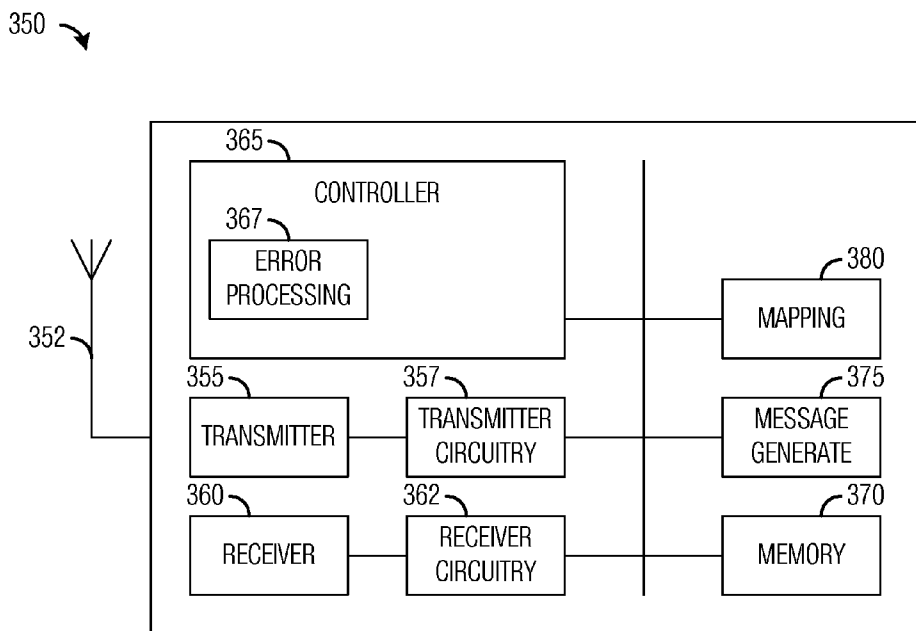 350
365
CONTROLLER
367
ERROR
PROCESSING
380
MAPPING
352
355
TRANSMITTER
357
TRANSMITTER
CIRCUITRY
375
MESSAGE
GENERATE
360
RECEIVER
362
RECEIVER
CIRCUITRY
370
MEMORY